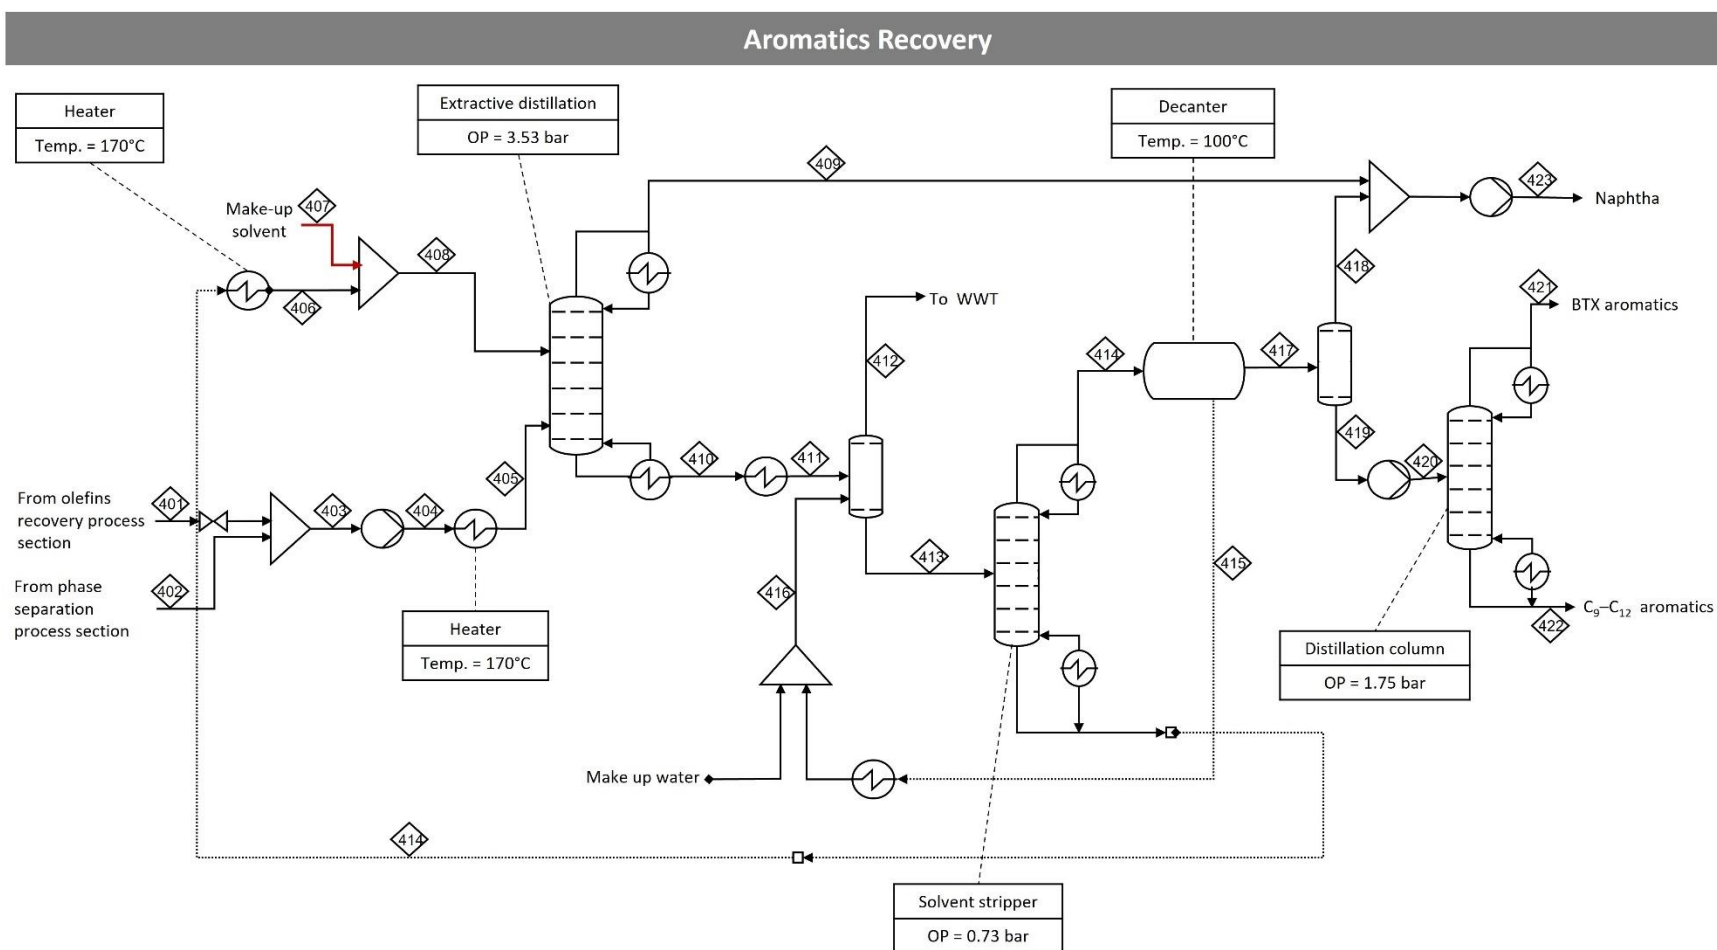 Aromatics Recovery
Heater
Temp. = 170°C
Extractive distillation
OP = 3.53 bar
Decanter
Temp. = 100°C
409
423
Naphtha
Make-up
solvent
407
408
406
418
421
BTX aromatics
To WWT
412
414
417
419
420
410
411
405
From olefins
recovery process
section
401
403
404
413
415
416
From phase
separation
process section
402
Heater
Temp. = 170°C
C₉–C₁₂ aromatics
422
Distillation column
OP = 1.75 bar
Make up water
414
Solvent stripper
OP = 0.73 bar